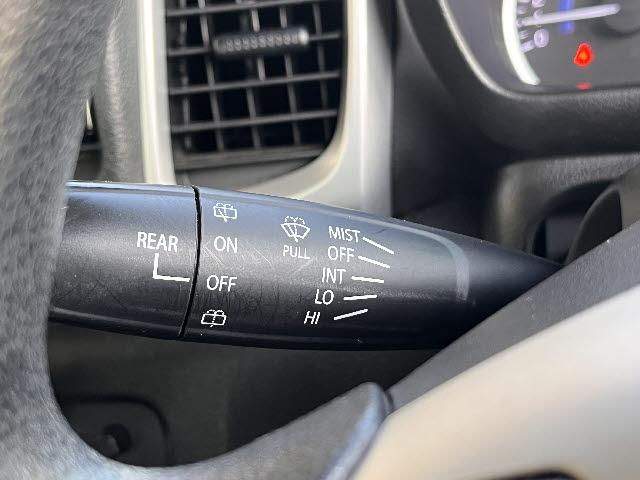 REAR
ON
OFF
PULL
MIST
OFF
INT
LO
HI